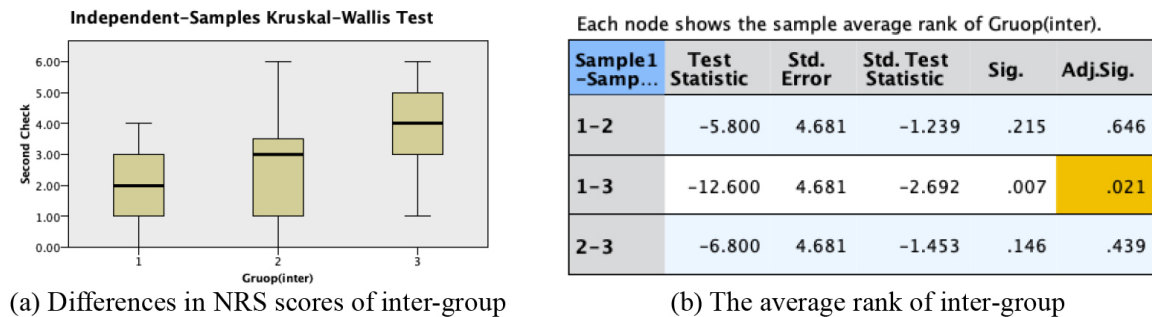 Independent-Samples Kruskal-Wallis Test
6.00
5.00
4.00
3.00
2.00
1.00
0.00
Second Check
1 2 3
Gruop(inter)
(a) Differences in NRS scores of inter-group
Each node shows the sample average rank of Gruop(inter).
Sample1 -Samp... Test Statistic Std. Error Std. Test Statistic Sig. Adj.Sig.
1-2 -5.800 4.681 -1.239 .215 .646
1-3 -12.600 4.681 -2.692 .007 .021
2-3 -6.800 4.681 -1.453 .146 .439
(b) The average rank of inter-group